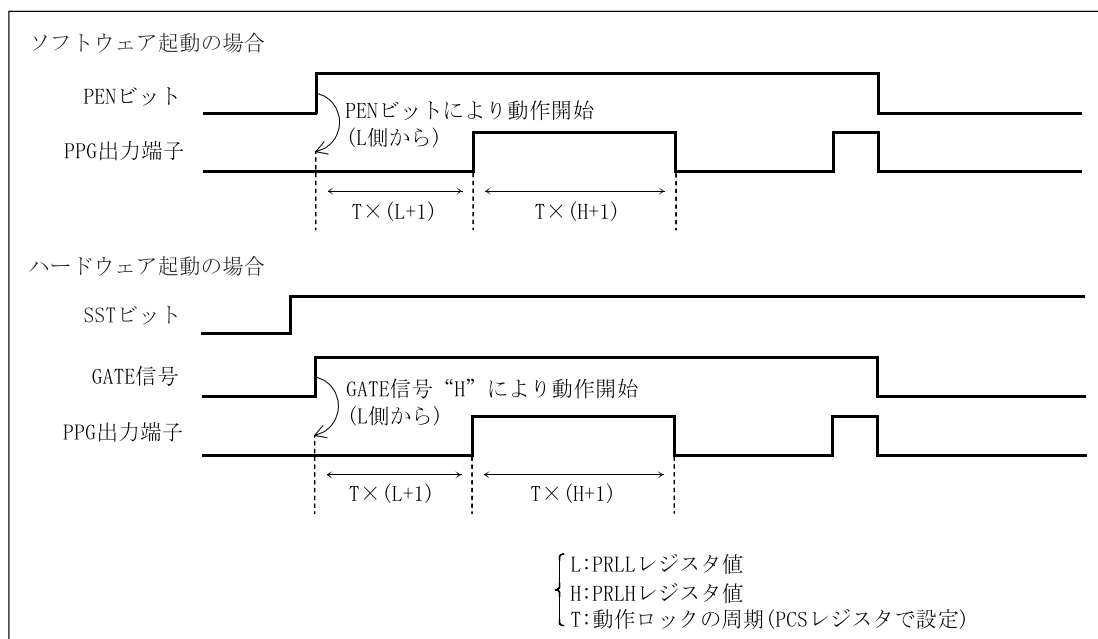 ソフトウェア起動の場合
PENビット
PENビットにより動作開始
(L側から)
PPG出力端子
T×(L+1)
T×(H+1)
ハードウェア起動の場合
SSTビット
GATE信号
GATE信号“H”により動作開始
(L側から)
PPG出力端子
T×(L+1)
T×(H+1)
L:PRLLレジスタ値
H:PRLHレジスタ値
T:動作ロックの周期(PCSレジスタで設定)